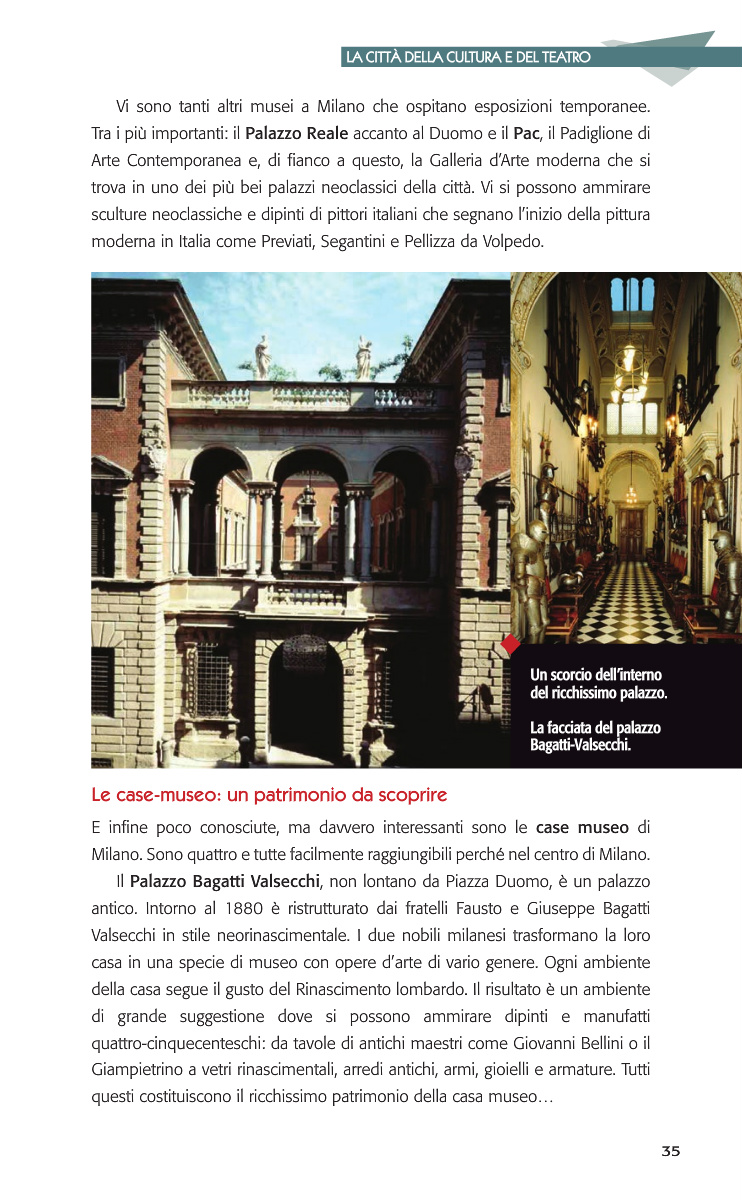 LA CITTÀ DELLA CULTURA E DEL TEATRO
Vi sono tanti altri musei a Milano che ospitano esposizioni temporanee.
Tra i più importanti: il Palazzo Reale accanto al Duomo e il Pac, il Padiglione di
Arte Contemporanea e, di fianco a questo, la Galleria d'Arte moderna che si
trova in uno dei più bei palazzi neoclassici della città. Vi si possono ammirare
sculture neoclassiche e dipinti di pittori italiani che segnano l'inizio della pittura
moderna in Italia come Previati, Segantini e Pellizza da Volpedo.
Un scorcio dell'interno
del ricchissimo palazzo.
La facciata del palazzo
Bagatti-Valsecchi.
Le case-museo: un patrimonio da scoprire
E infine poco conosciute, ma davvero interessanti sono le case museo di
Milano. Sono quattro e tutte facilmente raggiungibili perché nel centro di Milano.
Il Palazzo Bagatti Valsecchi, non lontano da Piazza Duomo, è un palazzo
antico. Intorno al 1880 è ristrutturato dai fratelli Fausto e Giuseppe Bagatti
Valsecchi in stile neorinascimentale. I due nobili milanesi trasformano la loro
casa in una specie di museo con opere d'arte di vario genere. Ogni ambiente
della casa segue il gusto del Rinascimento lombardo. Il risultato è un ambiente
di grande suggestione dove si possono ammirare dipinti e manufatti
quattro-cinquecenteschi: da tavole di antichi maestri come Giovanni Bellini o il
Giampietrino a vetri rinascimentali, arredi antichi, armi, gioielli e armature. Tutti
questi costituiscono il ricchissimo patrimonio della casa museo…
35